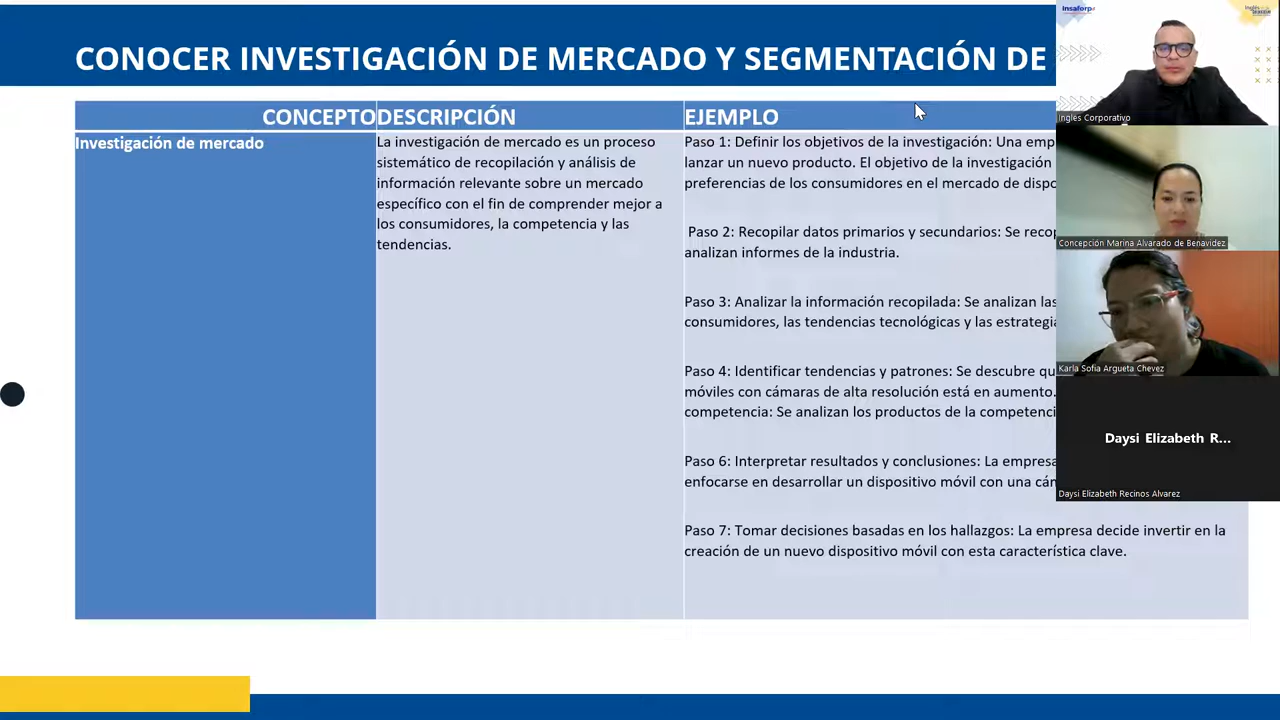 CONOCER INVESTIGACIÓN DE MERCADO Y SEGMENTACIÓN DE
CONCEPTO DESCRIPCIÓN EJEMPLO
Investigación de mercado
La investigación de mercado es un proceso
sistemático de recopilación y análisis de
información relevante sobre un mercado
específico con el fin de comprender mejor a
los consumidores, la competencia y las
tendencias.
Paso 1: Definir los objetivos de la investigación: Una emp
lanzar un nuevo producto. El objetivo de la investigación
preferencias de los consumidores en el mercado de dispo
Paso 2: Recopilar datos primarios y secundarios: Se recop
analizan informes de la industria.
Paso 3: Analizar la información recopilada: Se analizan las
consumidores, las tendencias tecnológicas y las estrategia
Paso 4: Identificar tendencias y patrones: Se descubre qu
móviles con cámaras de alta resolución está en aumento.
competencia: Se analizan los productos de la competenci
Paso 6: Interpretar resultados y conclusiones: La empresa
enfocarse en desarrollar un dispositivo móvil con una cám
Paso 7: Tomar decisiones basadas en los hallazgos: La empresa decide invertir en la
creación de un nuevo dispositivo móvil con esta característica clave.
insaforp
Ingles Corporativo
Concepción Marina Alvarado de Benavidez
Karla Sofia Argueta Chevez
Daysi Elizabeth R...
Daysi Elizabeth Recinos Alvarez